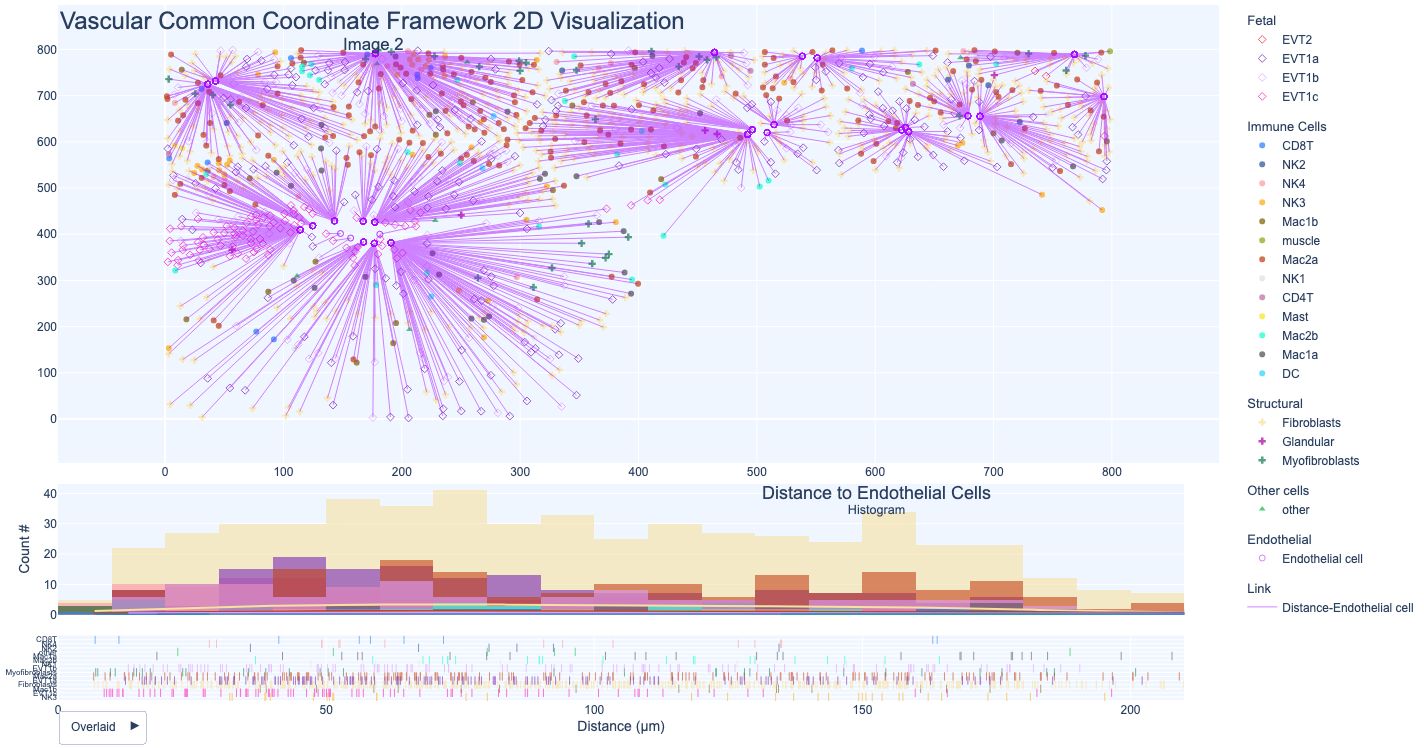 Vascular Common Coordinate Framework 2D Visualization
Image 2
800
700
600
500
400
300
200
100
0
0 100 200 300 400 500 600 700 800
Fetal
EVT2
EVT1a
EVT1b
EVT1c
Immune Cells
CD8T
NK2
NK4
NK3
Mac1b
muscle
Mac2a
NK1
CD4T
Mast
Mac2b
Mac1a
DC
Structural
Fibroblasts
Glandular
Myofibroblasts
Other cells
other
Endothelial
Endothelial cell
Link
Distance-Endothelial cell
Distance to Endothelial Cells
Histogram
Count #
40
30
20
10
0
CD8T
Myofibroblasts
NK3
0 50 100 150 200
Distance (μm)
Overlaid ▶